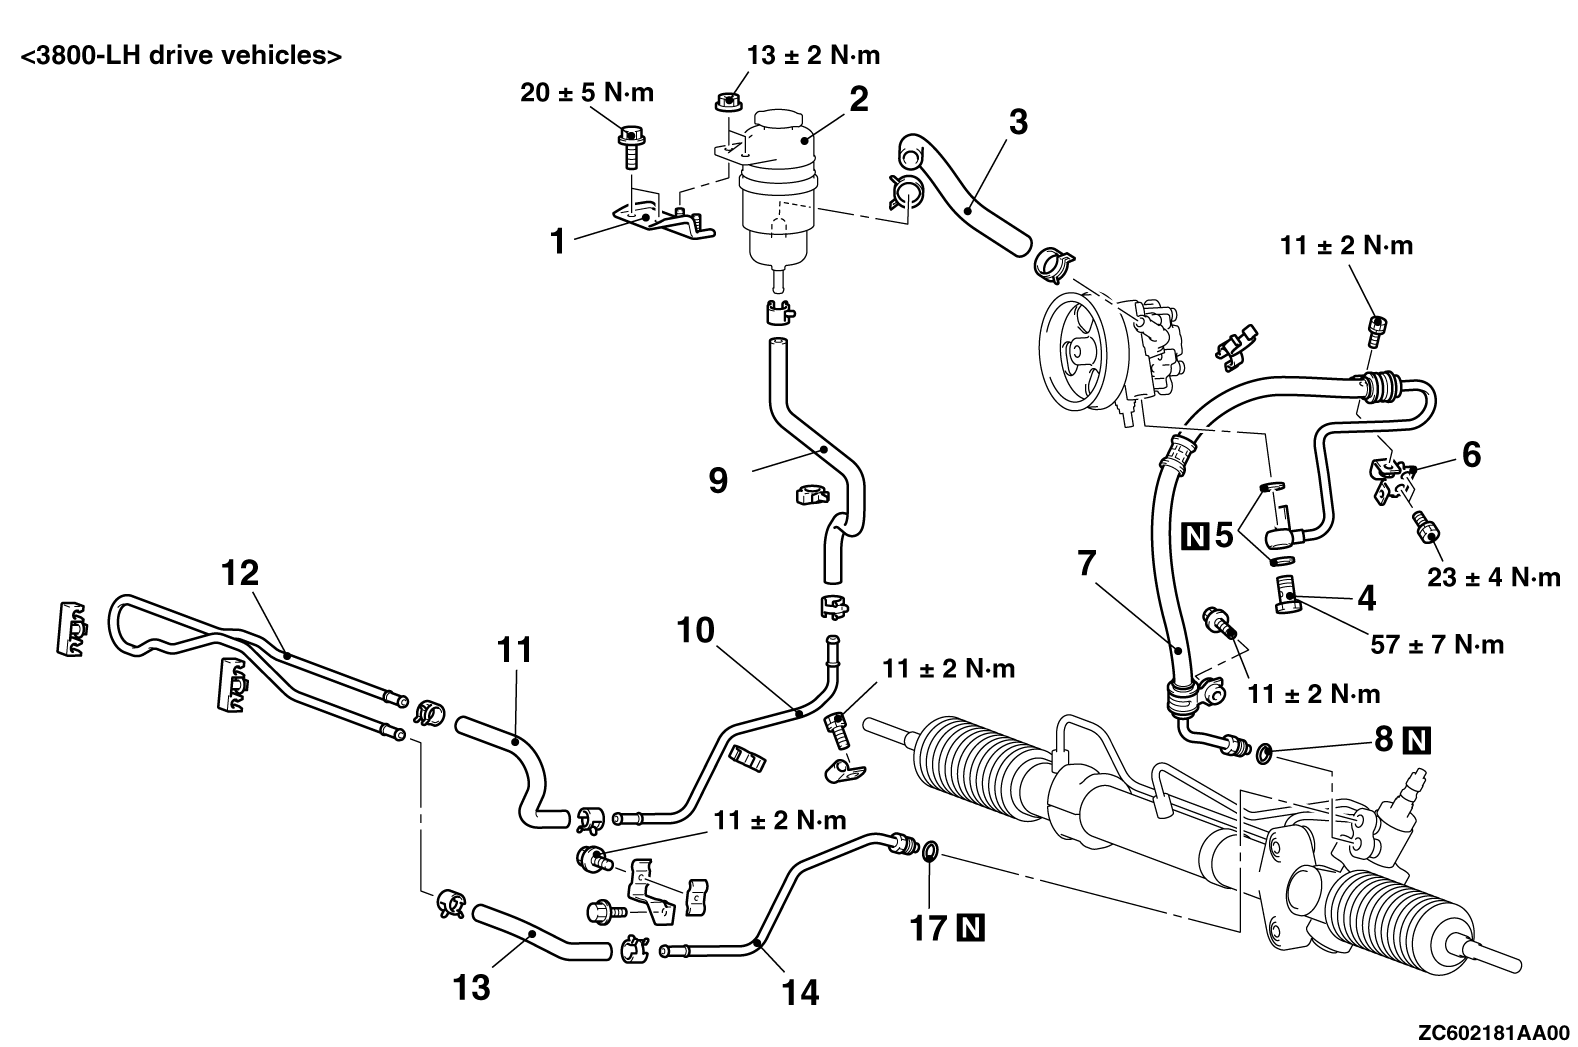 <3800-LH drive vehicles>
13 ± 2 N·m
20 ± 5 N·m
2
3
1
11 ± 2 N·m
6
9
N 5
7
23 ± 4 N·m
12
4
10
11
57 ± 7 N·m
11 ± 2 N·m
11 ± 2 N·m
8 N
11 ± 2 N·m
17 N
13
14
ZC602181AA00